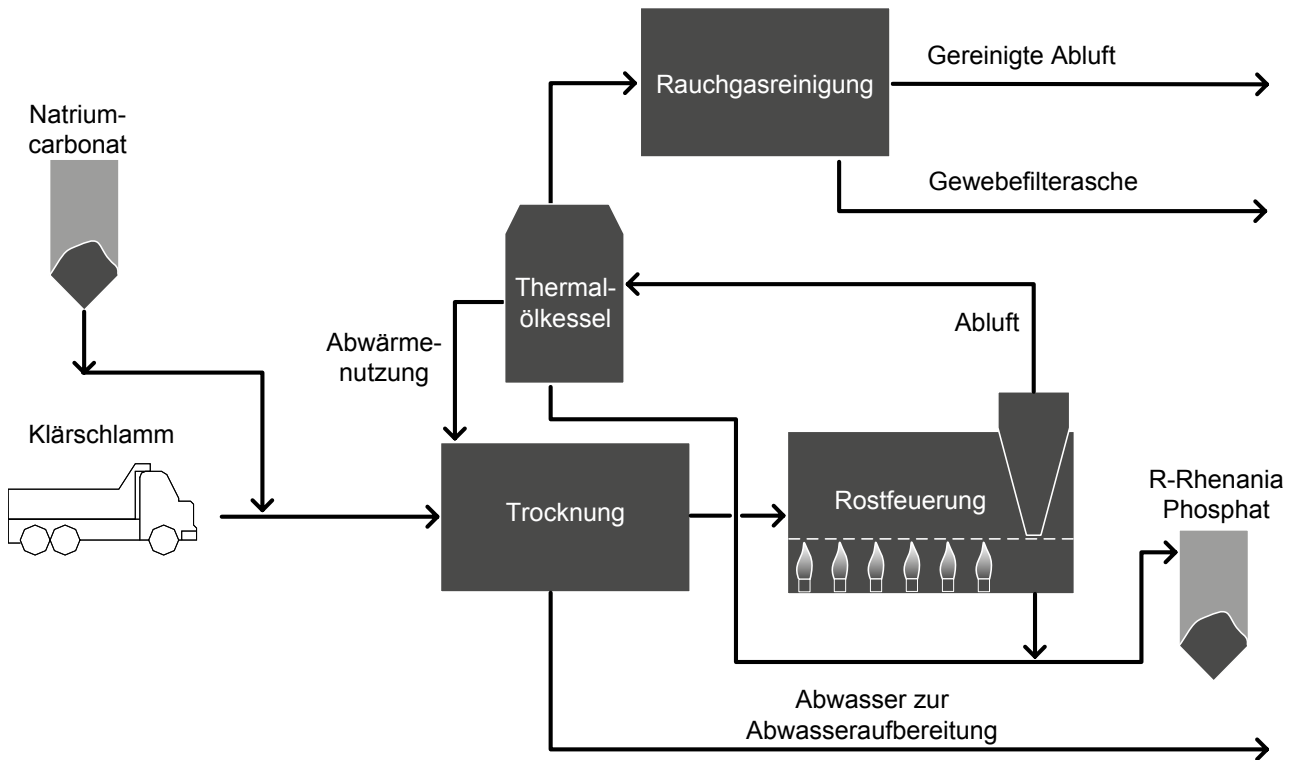 Gereinigte Abluft
Rauchgasreinigung
Natrium-
carbonat
Gewebefilterasche
Thermal-
ölkessel
Abluft
Abwärme-
nutzung
Klärschlamm
R-Rhenania
Phosphat
Rostfeuerung
Trocknung
Abwasser zur
Abwasseraufbereitung